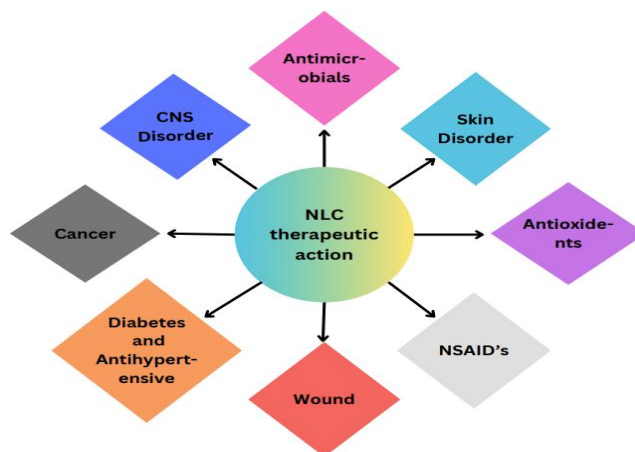 Antimicr-
obials
CNS
Disorder
Skin
Disorder
NLC
therapeutic
action
Cancer
Antioxide-
nts
Diabetes
and
Antihypert-
ensive
NSAID's
Wound